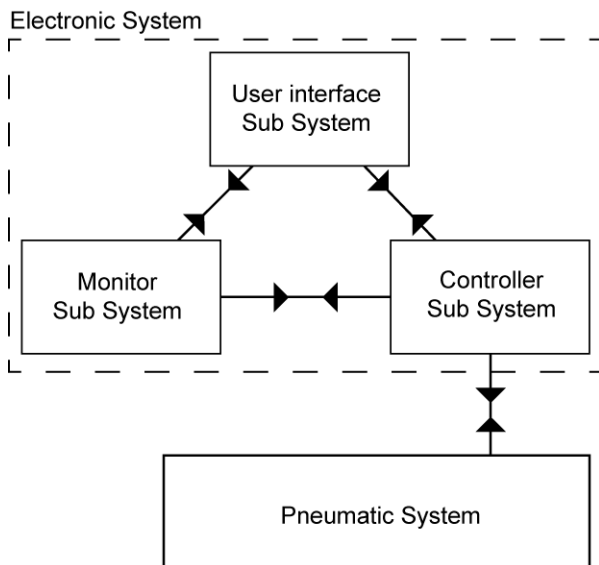 Electronic System
User interface
Sub System
Monitor
Sub System
Controller
Sub System
Pneumatic System